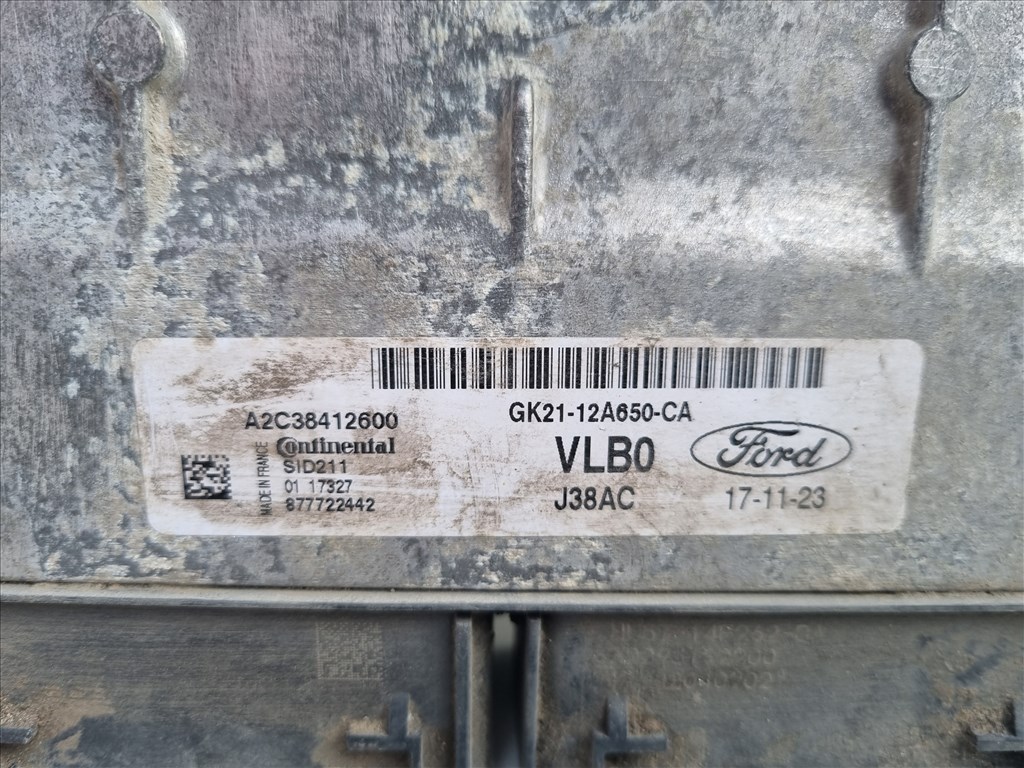 A2C38412600
Continental
SID211
01 17327
877722442
MADE IN FRANCE
GK21-12A650-CA
VLB0
Ford
J38AC
17-11-23